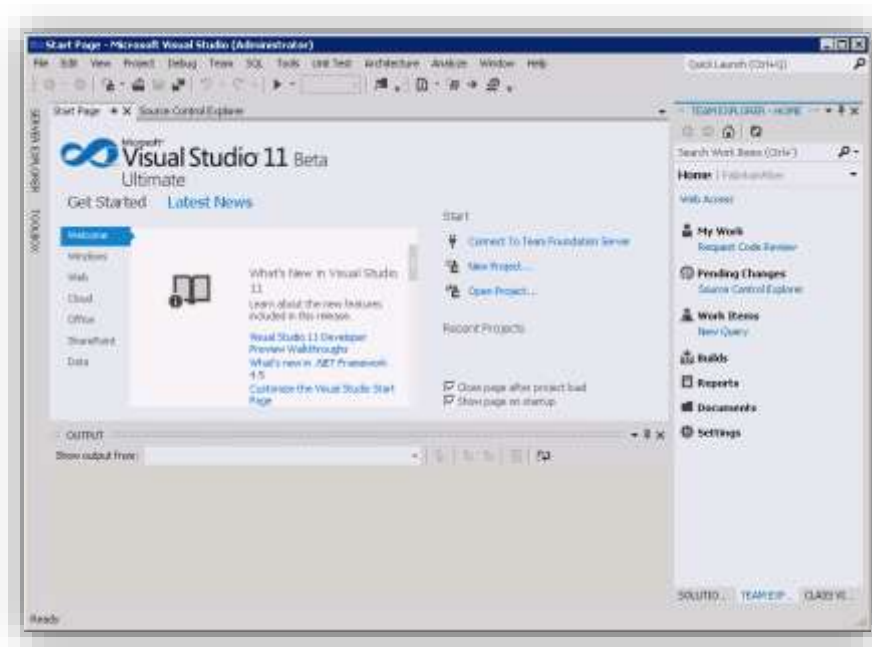 Start Page - Microsoft Visual Studio (Administrator)
File Edit View Project Debug Team SQL Tools Unit Test Architecture Analyze Window Help
Quick Launch (Ctrl+Q)
Start Page Source Control Explorer
SERVER EXPLORER
TOOLBOX
Microsoft
Visual Studio 11 Beta
Ultimate
Get Started Latest News
Welcome
Windows
Web
Cloud
Office
SharePoint
Data
What's New in Visual Studio
11
Learn about the new features
included in this release.
Visual Studio 11 Developer
Preview Walkthroughs
What's new in .NET Framework
4.5
Customize the Visual Studio Start
Page
Start
Connect To Team Foundation Server
New Project...
Open Project...
Recent Projects
Close page after project load
Show page on startup
OUTPUT
Show output from:
TEAM EXPLORER - HOME
Search Work Items (Ctrl+')
Home
Web Access
My Work
Request Code Review
Pending Changes
Source Control Explorer
Work Items
New Query
Builds
Reports
Documents
Settings
SOLUTIO... TEAM EXP... CLASS VI...
Ready